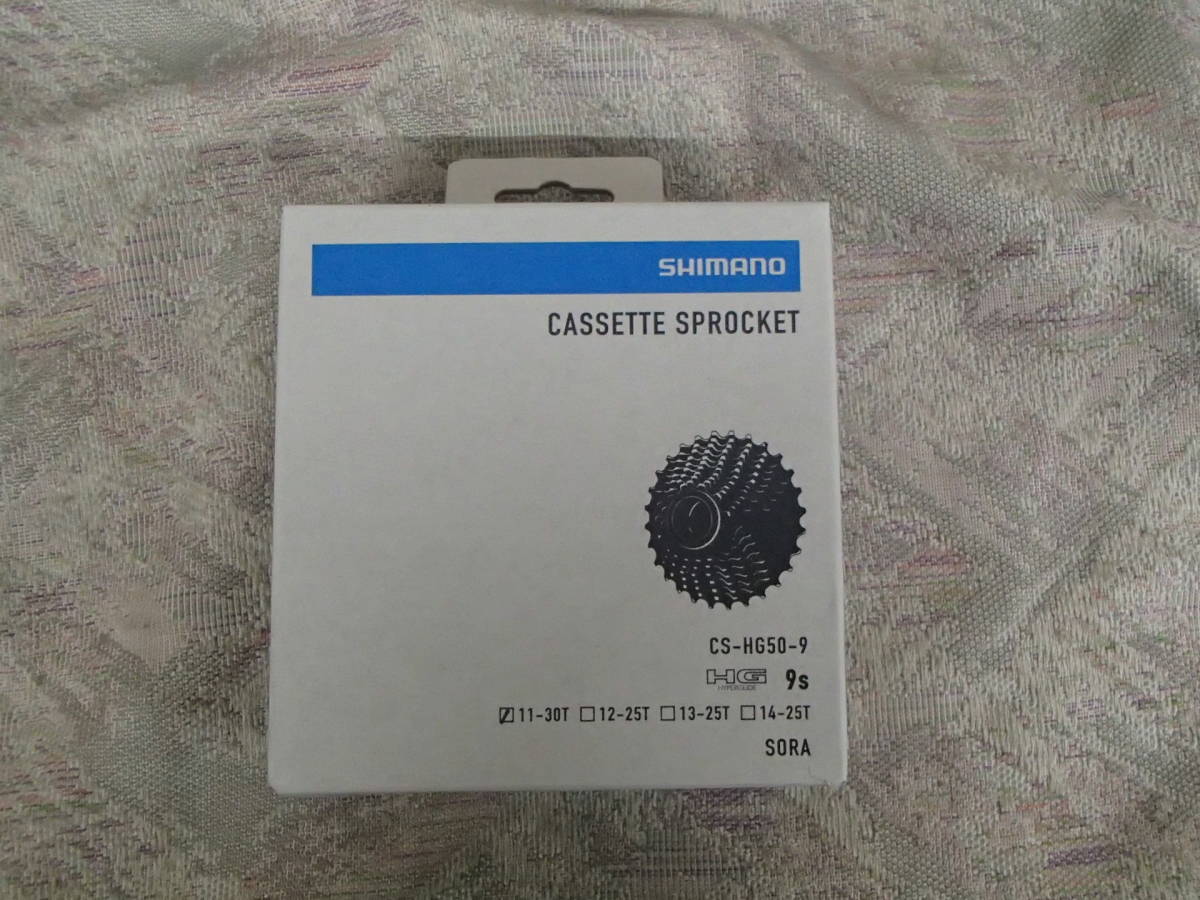 SHIMANO
CASSETTE SPROCKET
CS-HG50-9
HG 9s
HYPERGLIDE
☑11-30T ☐12-25T ☐13-25T ☐14-25T
SORA